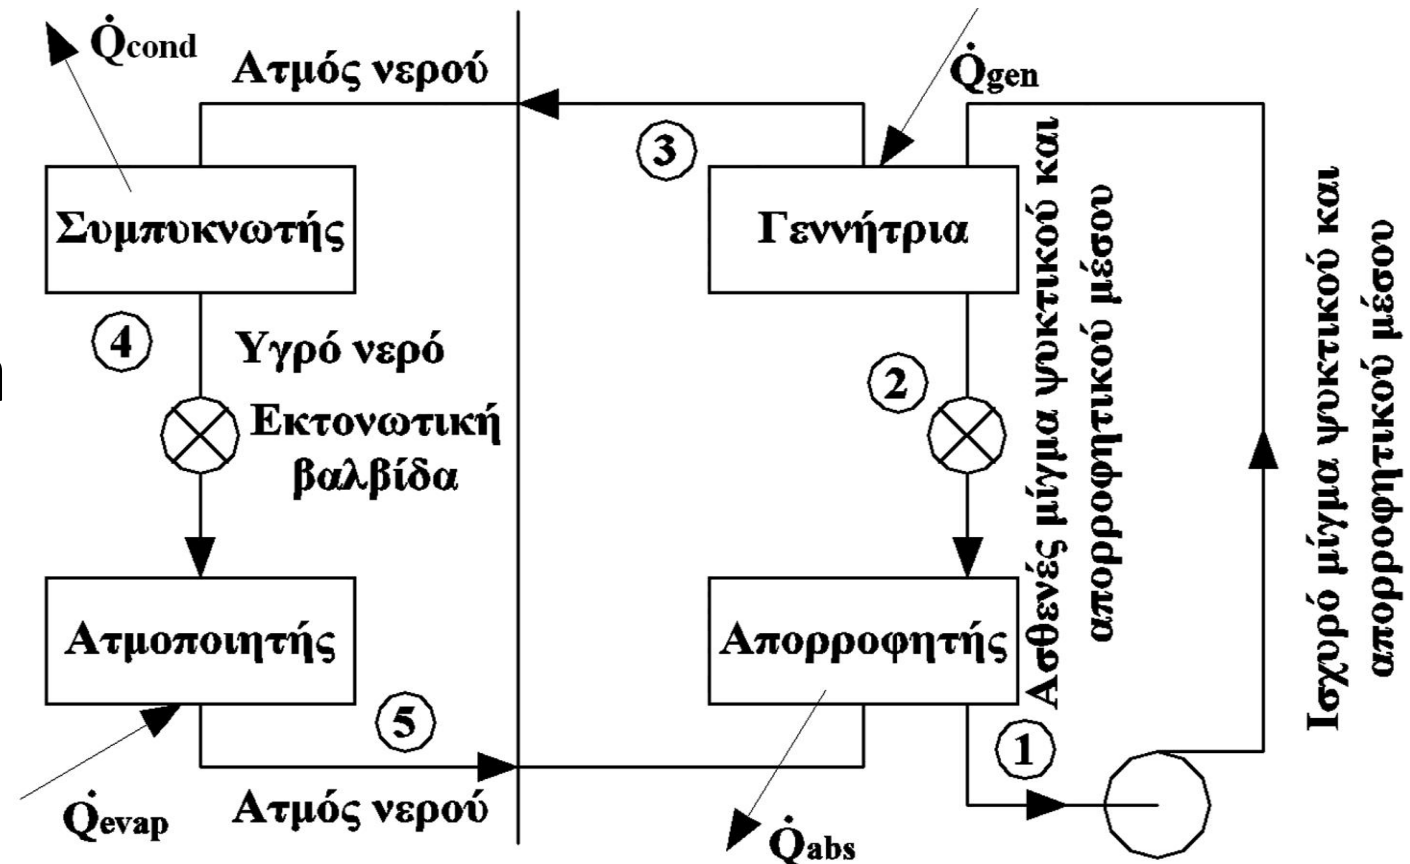 Q̇cond
Ατμός νερού
Q̇gen
3
Συμπυκνωτής
Γεννήτρια
4
Υγρό νερό
2
Εκτονωτική
βαλβίδα
Ασθενές μίγμα ψυκτικού και
απορροφητικού μέσου
Ισχυρό μίγμα ψυκτικού και
απορροφητικού μέσου
Ατμοποιητής
Απορροφητής
5
1
Q̇evap
Ατμός νερού
Q̇abs